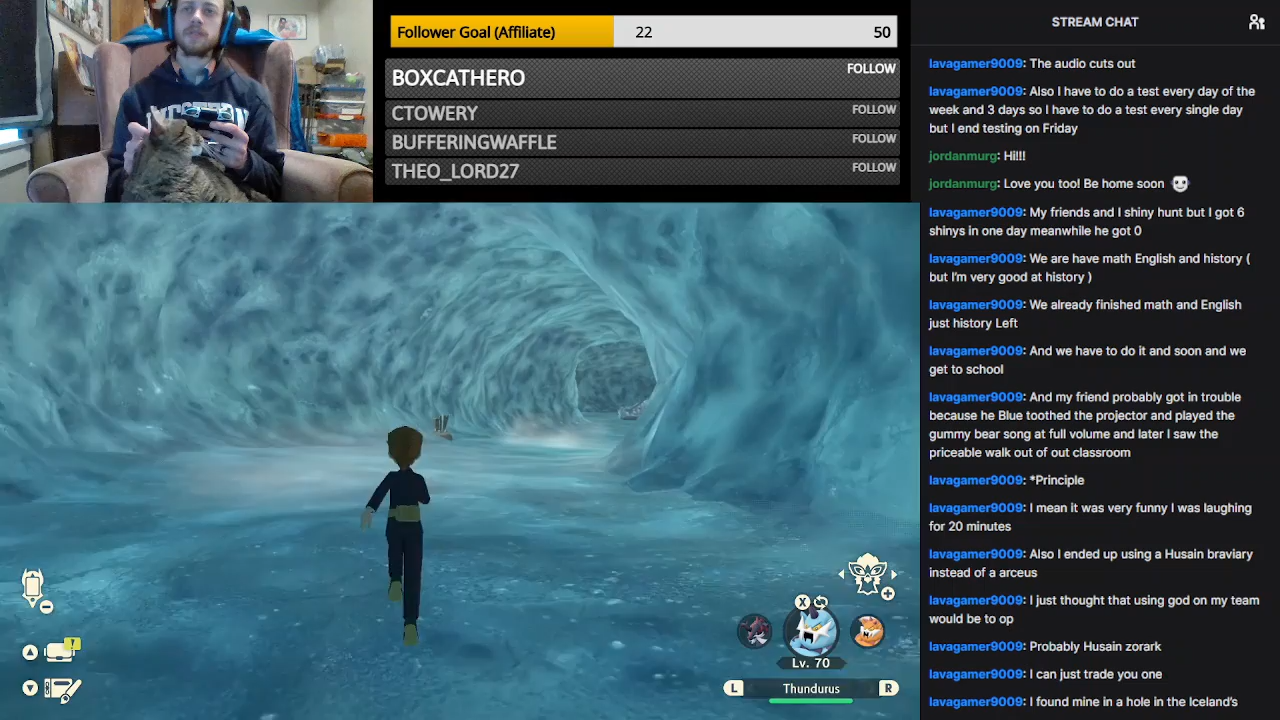 Follower Goal (Affiliate) 22 50
BOXCATHERO FOLLOW
CTOWERY FOLLOW
BUFFERINGWAFFLE FOLLOW
THEO_LORD27 FOLLOW
X
Lv. 70
L Thundurus R
STREAM CHAT
lavagamer9009: The audio cuts out
lavagamer9009: Also I have to do a test every day of the
week and 3 days so I have to do a test every single day
but I end testing on Friday
jordanmurg: Hi!!!
jordanmurg: Love you too! Be home soon
lavagamer9009: My friends and I shiny hunt but I got 6
shinys in one day meanwhile he got 0
lavagamer9009: We are have math English and history (
but I'm very good at history )
lavagamer9009: We already finished math and English
just history Left
lavagamer9009: And we have to do it and soon and we
get to school
lavagamer9009: And my friend probably got in trouble
because he Blue toothed the projector and played the
gummy bear song at full volume and later I saw the
priceable walk out of out classroom
lavagamer9009: *Principle
lavagamer9009: I mean it was very funny I was laughing
for 20 minutes
lavagamer9009: Also I ended up using a Husain braviary
instead of a arceus
lavagamer9009: I just thought that using god on my team
would be to op
lavagamer9009: Probably Husain zorark
lavagamer9009: I can just trade you one
lavagamer9009: I found mine in a hole in the Iceland's